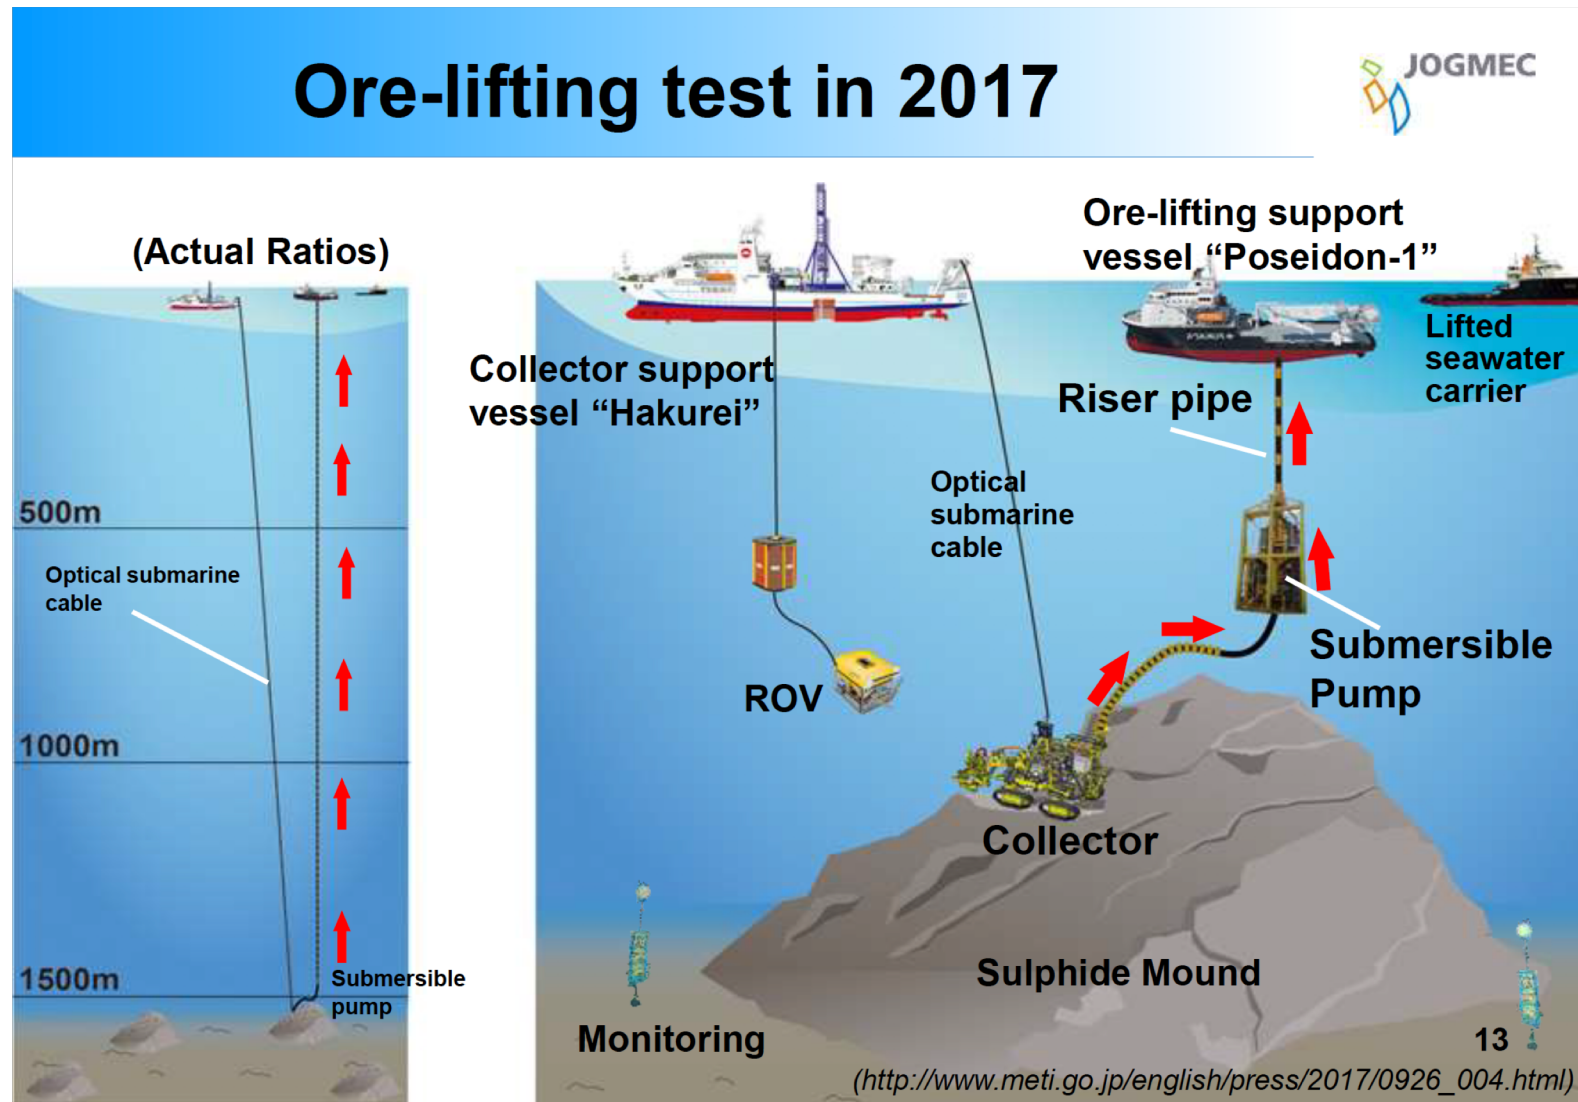 Ore-lifting test in 2017
JOGMEC
(Actual Ratios)
500m
Optical submarine
cable
1000m
1500m
Submersible
pump
Ore-lifting support
vessel “Poseidon-1”
Lifted
seawater
carrier
Collector support
vessel “Hakurei”
Riser pipe
Optical
submarine
cable
ROV
Submersible
Pump
Collector
Sulphide Mound
Monitoring
13
(http://www.meti.go.jp/english/press/2017/0926_004.html)